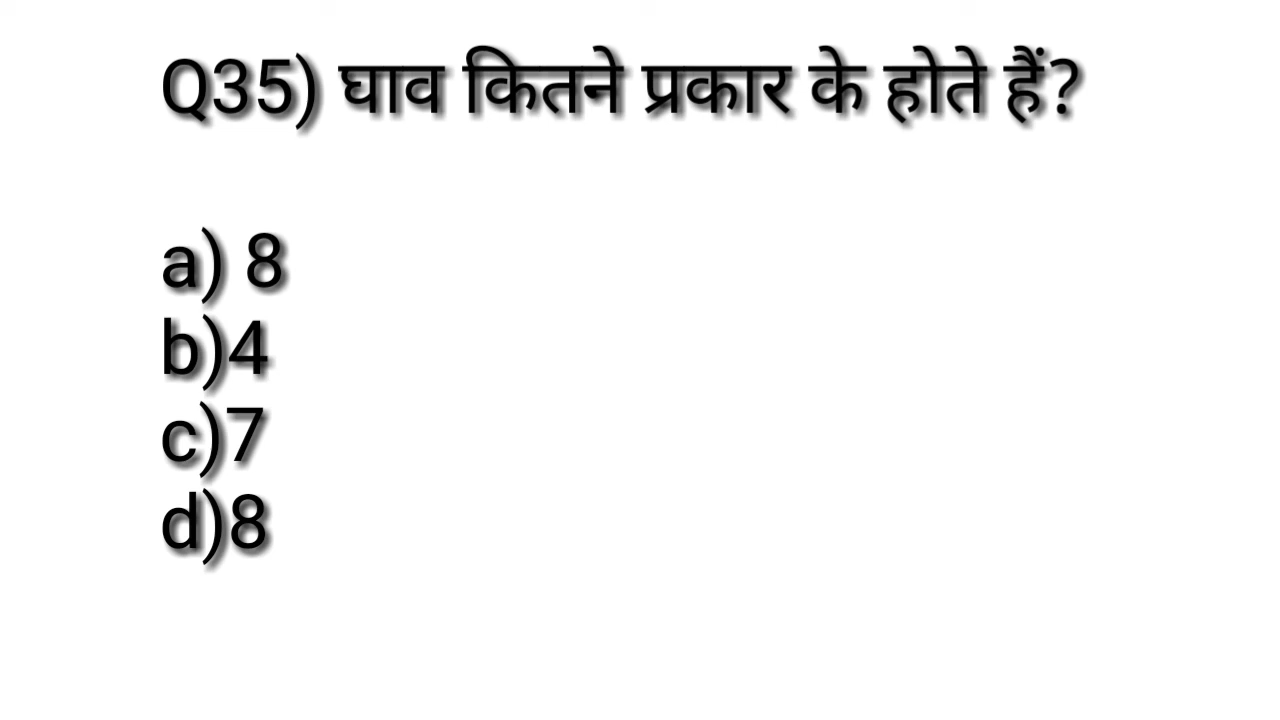 Q35) घाव कितने प्रकार के होते हैं?
a) 8
b)4
c)7
d)8